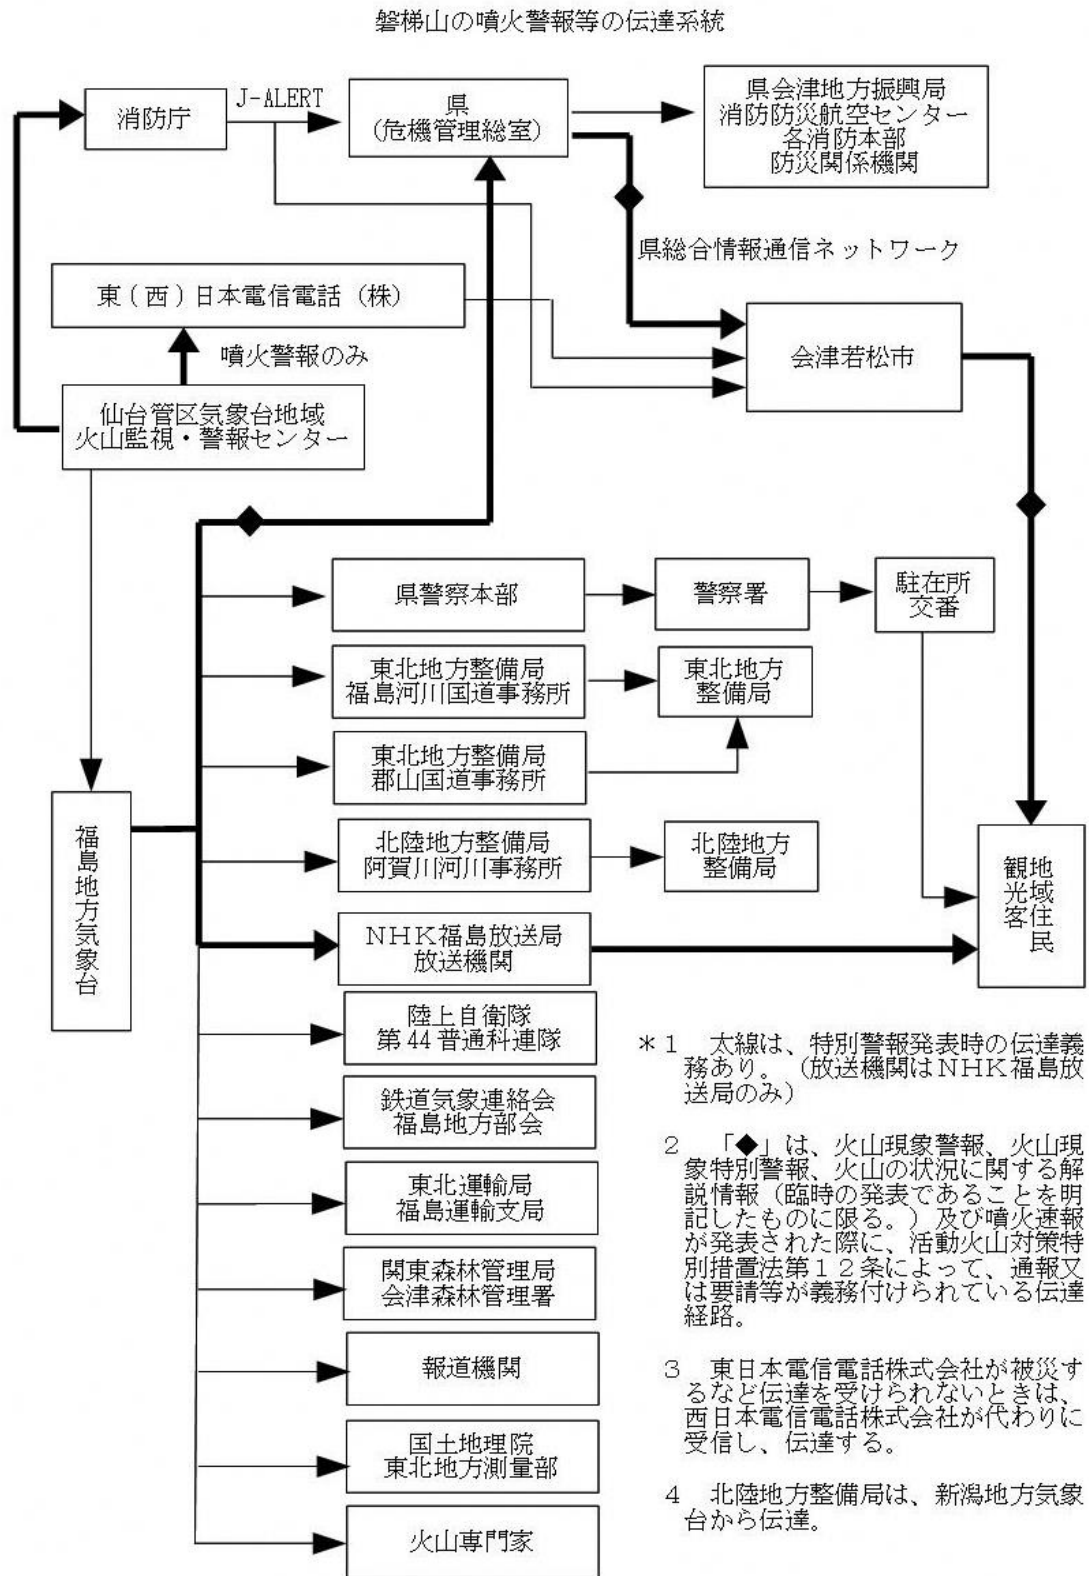 磐梯山の噴火警報等の伝達系統
消防庁
J-ALERT
県
(危機管理総室)
県会津地方振興局
消防防災航空センター
各消防本部
防災関係機関
県総合情報通信ネットワーク
東(西)日本電信電話(株)
噴火警報のみ
会津若松市
仙台管区気象台地域
火山監視・警報センター
県警察本部
警察署
駐在所
交番
東北地方整備局
福島河川国道事務所
東北地方
整備局
東北地方整備局
郡山国道事務所
福島地方気象台
北陸地方整備局
阿賀川河川事務所
北陸地方
整備局
地域住民
観光客
NHK福島放送局
放送機関
陸上自衛隊
第44普通科連隊
鉄道気象連絡会
福島地方部会
東北運輸局
福島運輸支局
関東森林管理局
会津森林管理署
報道機関
国土地理院
東北地方測量部
火山専門家
*1 太線は、特別警報発表時の伝達義
務あり。(放送機関はNHK福島放
送局のみ)
2 「◆」は、火山現象警報、火山現
象特別警報、火山の状況に関する解
説情報(臨時の発表であることを明
記したものに限る。)及び噴火速報
が発表された際に、活動火山対策特
別措置法第12条によって、通報又
は要請等が義務付けられている伝達
経路。
3 東日本電信電話株式会社が被災す
るなど伝達を受けられないときは、
西日本電信電話株式会社が代わりに
受信し、伝達する。
4 北陸地方整備局は、新潟地方気象
台から伝達。